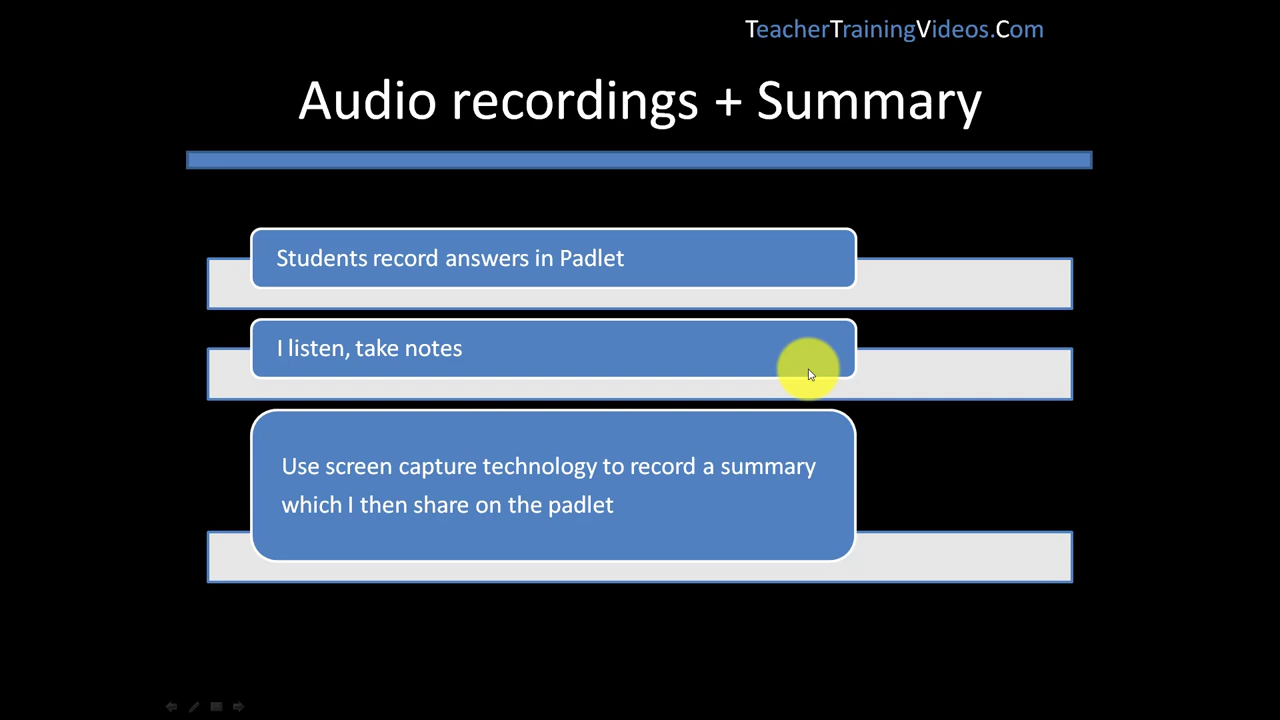 TeacherTrainingVideos.Com
Audio recordings + Summary
Students record answers in Padlet
I listen, take notes
Use screen capture technology to record a summary
which I then share on the padlet